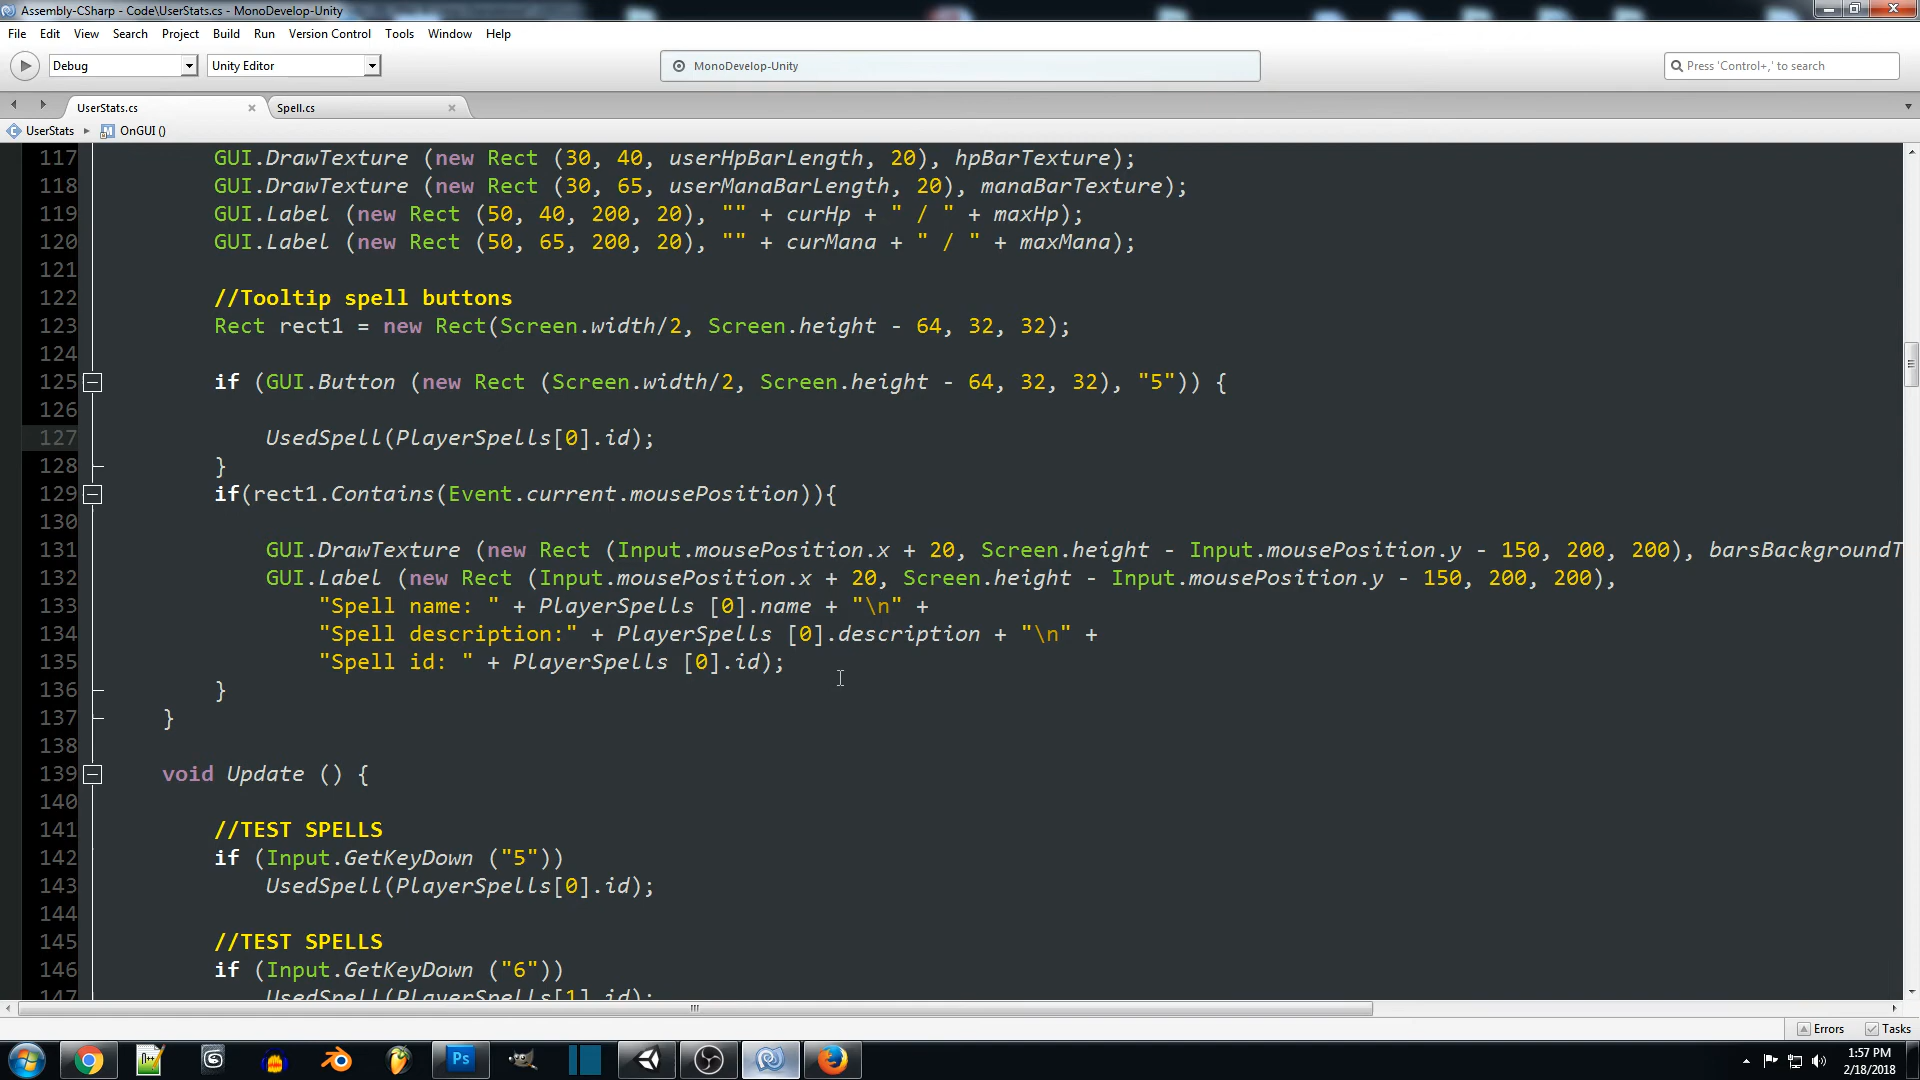 Assembly-CSharp - Code\UserStats.cs - MonoDevelop-Unity
File Edit View Search Project Build Run Version Control Tools Window Help
Debug Unity Editor MonoDevelop-Unity Press 'Control+,' to search
UserStats.cs Spell.cs
UserStats OnGUI ()
117 GUI.DrawTexture (new Rect (30, 40, userHpBarLength, 20), hpBarTexture);
118 GUI.DrawTexture (new Rect (30, 65, userManaBarLength, 20), manaBarTexture);
119 GUI.Label (new Rect (50, 40, 200, 20), "" + curHp + " / " + maxHp);
120 GUI.Label (new Rect (50, 65, 200, 20), "" + curMana + " / " + maxMana);
121
122 //Tooltip spell buttons
123 Rect rect1 = new Rect(Screen.width/2, Screen.height - 64, 32, 32);
124
125 if (GUI.Button (new Rect (Screen.width/2, Screen.height - 64, 32, 32), "5")) {
126
127 UsedSpell(PlayerSpells[0].id);
128 }
129 if(rect1.Contains(Event.current.mousePosition)){
130
131 GUI.DrawTexture (new Rect (Input.mousePosition.x + 20, Screen.height - Input.mousePosition.y - 150, 200, 200), barsBackgroundT
132 GUI.Label (new Rect (Input.mousePosition.x + 20, Screen.height - Input.mousePosition.y - 150, 200, 200),
133 "Spell name: " + PlayerSpells [0].name + "\n" +
134 "Spell description:" + PlayerSpells [0].description + "\n" +
135 "Spell id: " + PlayerSpells [0].id);
136 }
137 }
138
139 void Update () {
140
141 //TEST SPELLS
142 if (Input.GetKeyDown ("5"))
143 UsedSpell(PlayerSpells[0].id);
144
145 //TEST SPELLS
146 if (Input.GetKeyDown ("6"))
147 UsedSpell(PlayerSpells[1].id);
Errors Tasks
Ps 1:57 PM
2/18/2018